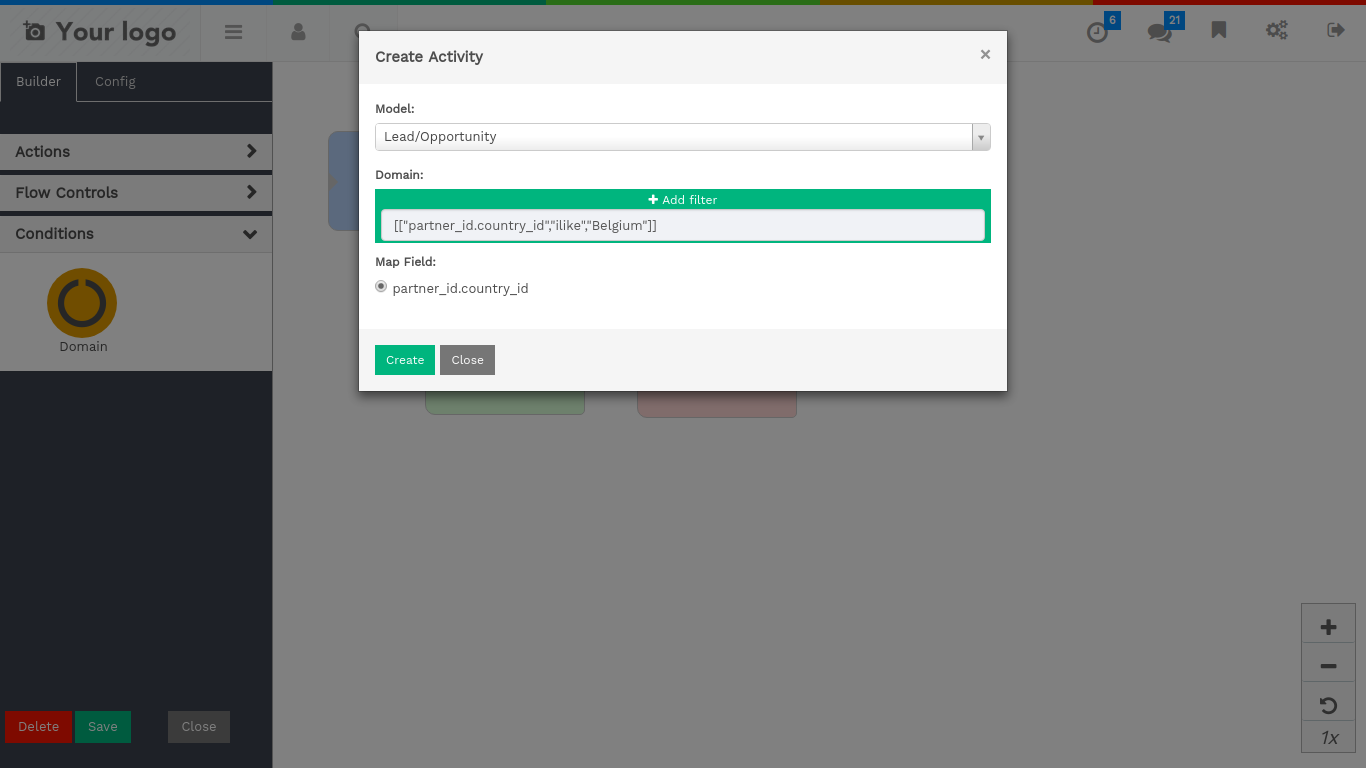 Your logo
6
21
Builder
Config
Actions
Flow Controls
Conditions
Domain
Delete
Save
Close
Create Activity
×
Model:
Lead/Opportunity
Domain:
Add filter
[["partner_id.country_id","ilike","Belgium"]]
Map Field:
partner_id.country_id
Create
Close
1x